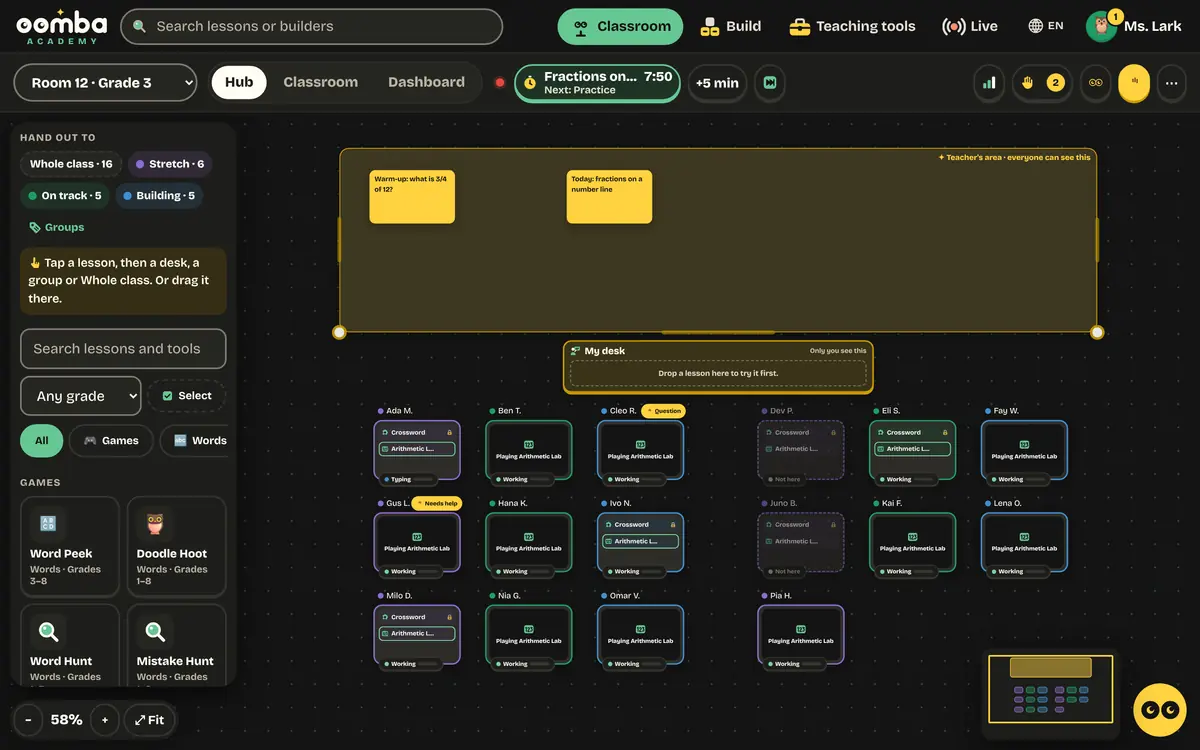 oomba
ACADEMY
Search lessons or builders
Classroom
Build
Teaching tools
Live
EN
1
Ms. Lark
Room 12 · Grade 3
Hub
Classroom
Dashboard
Fractions on... 7:50
Next: Practice
+5 min
2
HAND OUT TO
Whole class · 16
Stretch · 6
On track · 5
Building · 5
Groups
Tap a lesson, then a desk, a
group or Whole class. Or drag it
there.
Search lessons and tools
Any grade
Select
All
Games
Words
GAMES
Word Peek
Words · Grades
3–8
Doodle Hoot
Words · Grades
1–8
Word Hunt
Words · Grades
Mistake Hunt
Words · Grades
- 58% +
Fit
Teacher's area · everyone can see this
Warm-up: what is 3/4
of 12?
Today: fractions on a
number line
My desk
Only you see this
Drop a lesson here to try it first.
Ada M.
Crossword
Arithmetic L...
Typing
Ben T.
Playing Arithmetic Lab
Working
Cleo R.
Question
Playing Arithmetic Lab
Working
Dev P.
Crossword
Arithmetic L...
Not here
Eli S.
Crossword
Arithmetic L...
Working
Fay W.
Playing Arithmetic Lab
Working
Gus L.
Needs help
Playing Arithmetic Lab
Working
Hana K.
Playing Arithmetic Lab
Working
Ivo N.
Crossword
Arithmetic L...
Working
Juno B.
Crossword
Arithmetic L...
Not here
Kai F.
Playing Arithmetic Lab
Working
Lena O.
Playing Arithmetic Lab
Working
Milo D.
Crossword
Arithmetic L...
Working
Nia G.
Playing Arithmetic Lab
Working
Omar V.
Playing Arithmetic Lab
Working
Pia H.
Playing Arithmetic Lab
Working